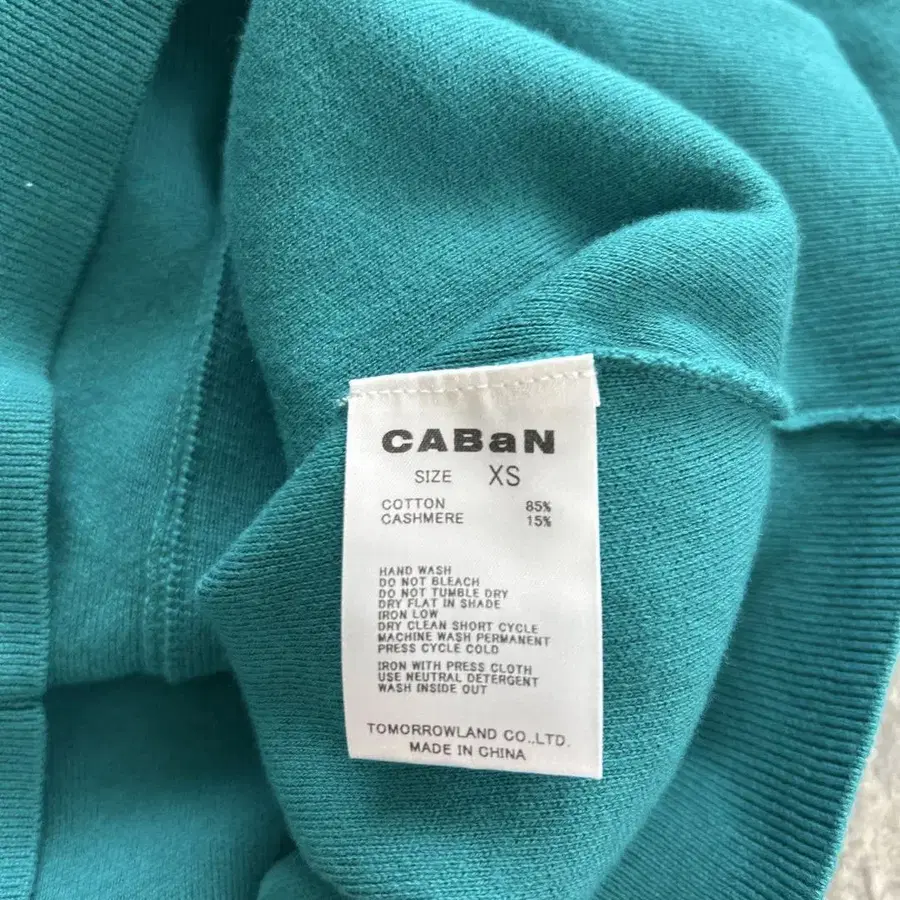 CABaN
SIZE XS
COTTON 85%
CASHMERE 15%
HAND WASH
DO NOT BLEACH
DO NOT TUMBLE DRY
DRY FLAT IN SHADE
IRON LOW
DRY CLEAN SHORT CYCLE
MACHINE WASH PERMANENT
PRESS CYCLE COLD
IRON WITH PRESS CLOTH
USE NEUTRAL DETERGENT
WASH INSIDE OUT
TOMORROWLAND CO.,LTD.
MADE IN CHINA